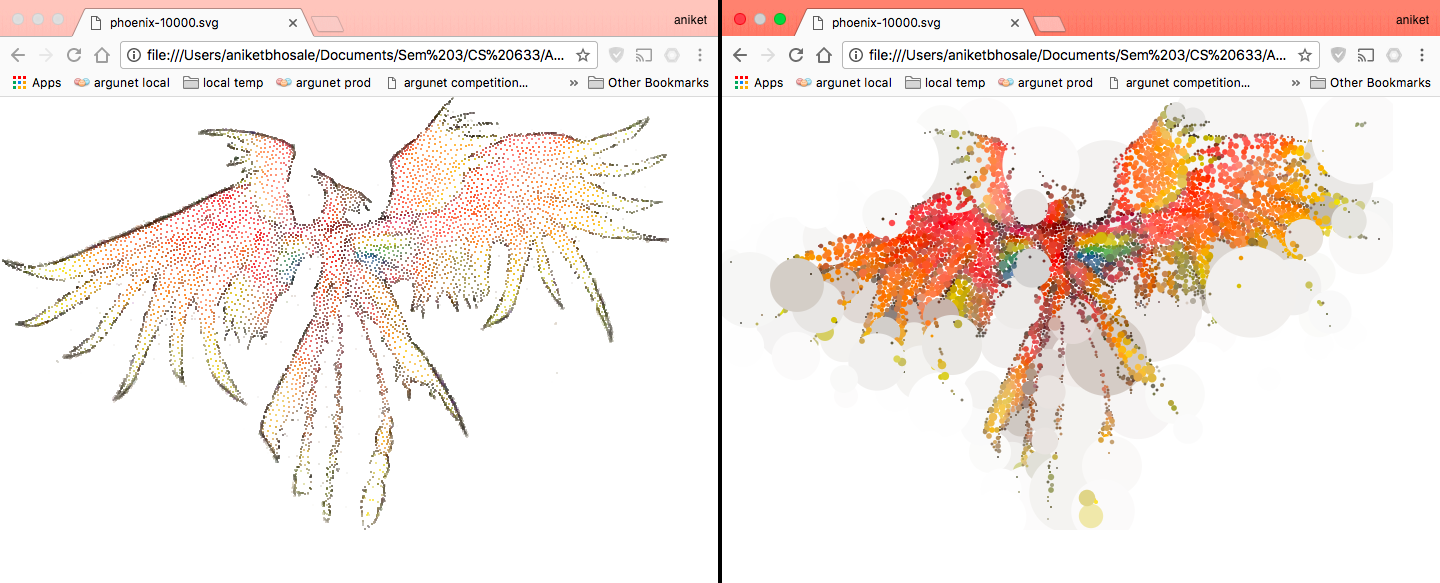 phoenix-10000.svg
aniket
file:///Users/aniketbhosale/Documents/Sem%203/CS%20633/A...
Apps argunet local local temp argunet prod argunet competition... » Other Bookmarks
phoenix-10000.svg
aniket
file:///Users/aniketbhosale/Documents/Sem%203/CS%20633/A...
Apps argunet local local temp argunet prod argunet competition... » Other Bookmarks